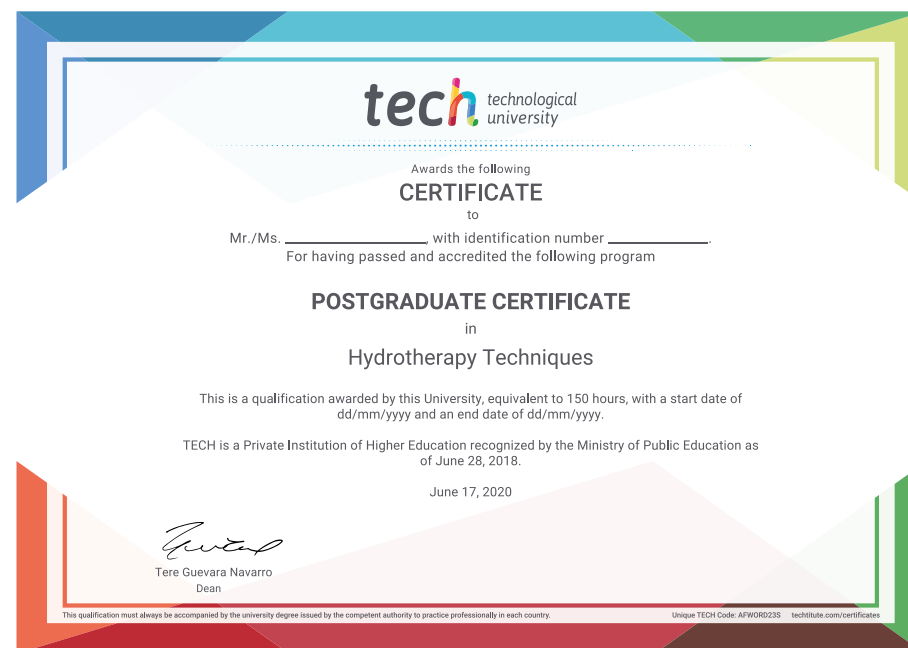 tech technological
university
Awards the following
CERTIFICATE
to
Mr./Ms. ____________________, with identification number ______________.
For having passed and accredited the following program
POSTGRADUATE CERTIFICATE
in
Hydrotherapy Techniques
This is a qualification awarded by this University, equivalent to 150 hours, with a start date of
dd/mm/yyyy and an end date of dd/mm/yyyy.
TECH is a Private Institution of Higher Education recognized by the Ministry of Public Education as
of June 28, 2018.
June 17, 2020
Tere Guevara Navarro
Dean
This qualification must always be accompanied by the university degree issued by the competent authority to practice professionally in each country. Unique TECH Code: AFWORD23S techtitute.com/certificates